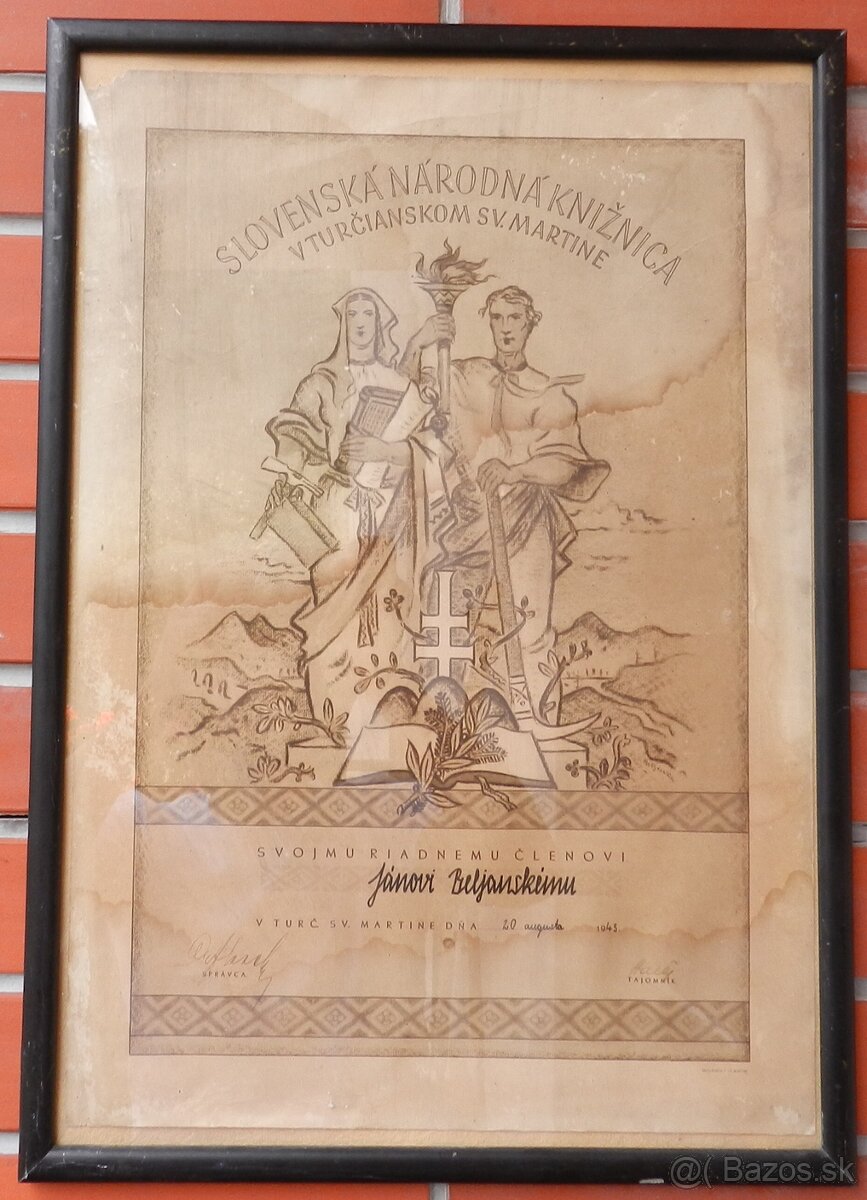 SLOVENSKÁ NÁRODNÁ KNIŽNICA
V TURČIANSKOM SV. MARTINE
SVOJMU RIADNEMU ČLENOVI
Jánovi Beljanskému
V TURČ. SV. MARTINE DŇA 20 augusta 1945.
SPRÁVCA
TAJOMNÍK
@( Bazos.sk